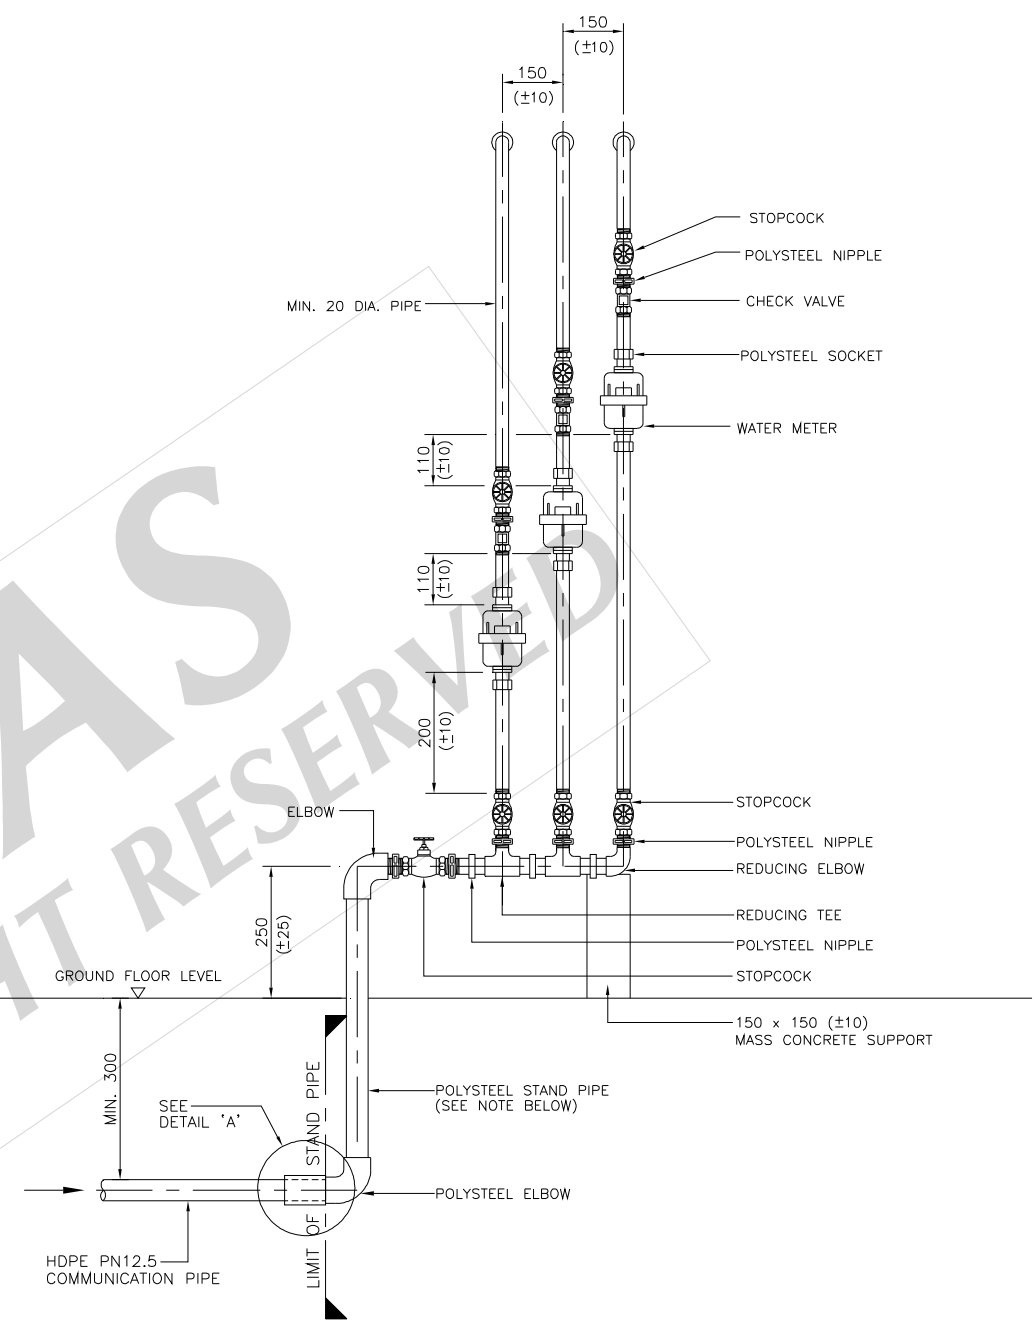 150
(±10)
150
(±10)
STOPCOCK
POLYSTEEL NIPPLE
CHECK VALVE
MIN. 20 DIA. PIPE
POLYSTEEL SOCKET
WATER METER
110
(±10)
110
(±10)
200
(±10)
AS
HT RESERVED
ELBOW
STOPCOCK
POLYSTEEL NIPPLE
REDUCING ELBOW
REDUCING TEE
POLYSTEEL NIPPLE
STOPCOCK
250
(±25)
GROUND FLOOR LEVEL
150 x 150 (±10)
MASS CONCRETE SUPPORT
MIN. 300
SEE
DETAIL 'A'
LIMIT OF STAND PIPE
POLYSTEEL STAND PIPE
(SEE NOTE BELOW)
POLYSTEEL ELBOW
HDPE PN12.5
COMMUNICATION PIPE